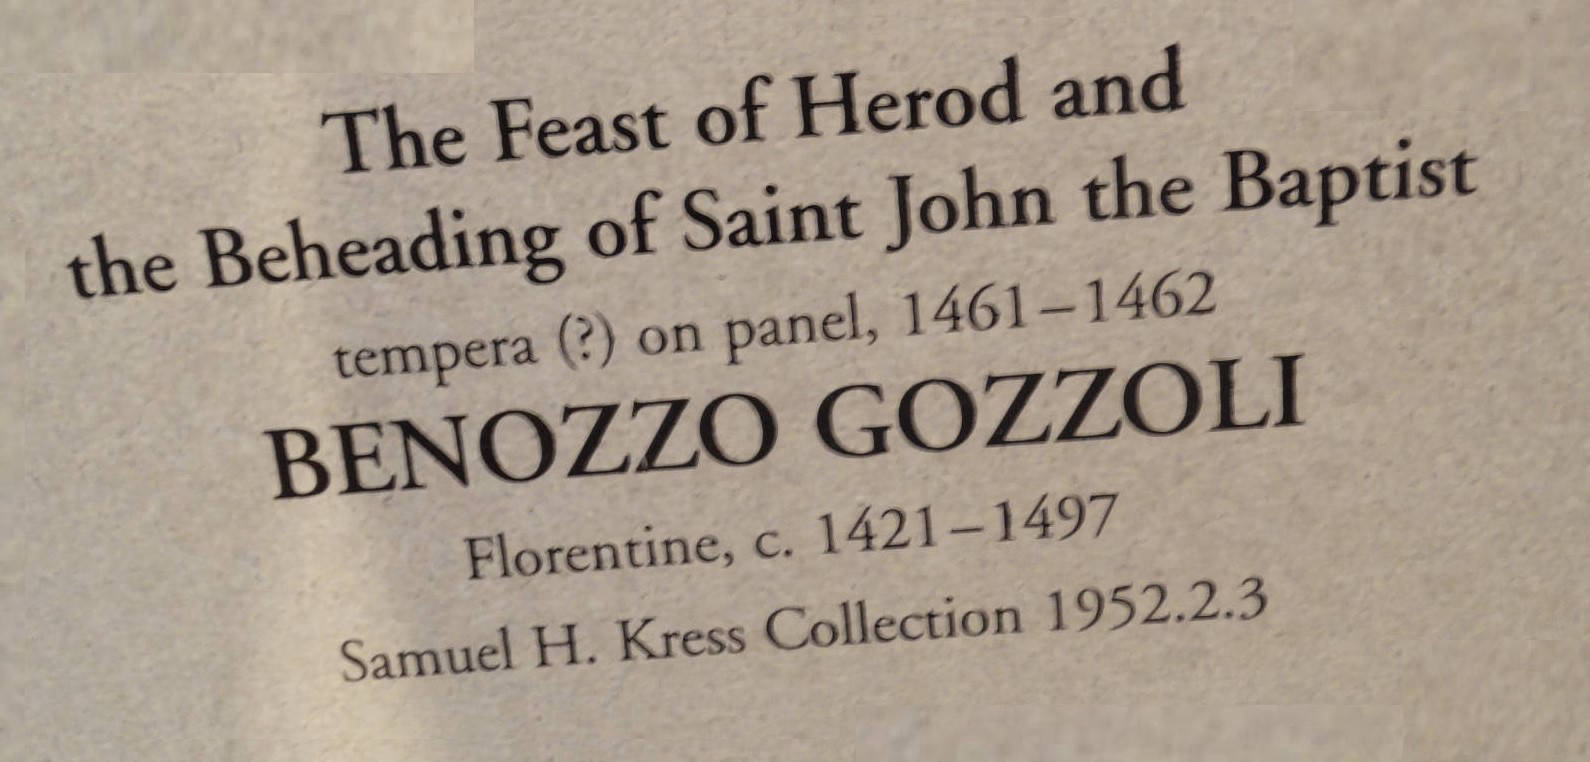 The Feast of Herod and
the Beheading of Saint John the Baptist
tempera (?) on panel, 1461–1462
BENOZZO GOZZOLI
Florentine, c. 1421–1497
Samuel H. Kress Collection 1952.2.3